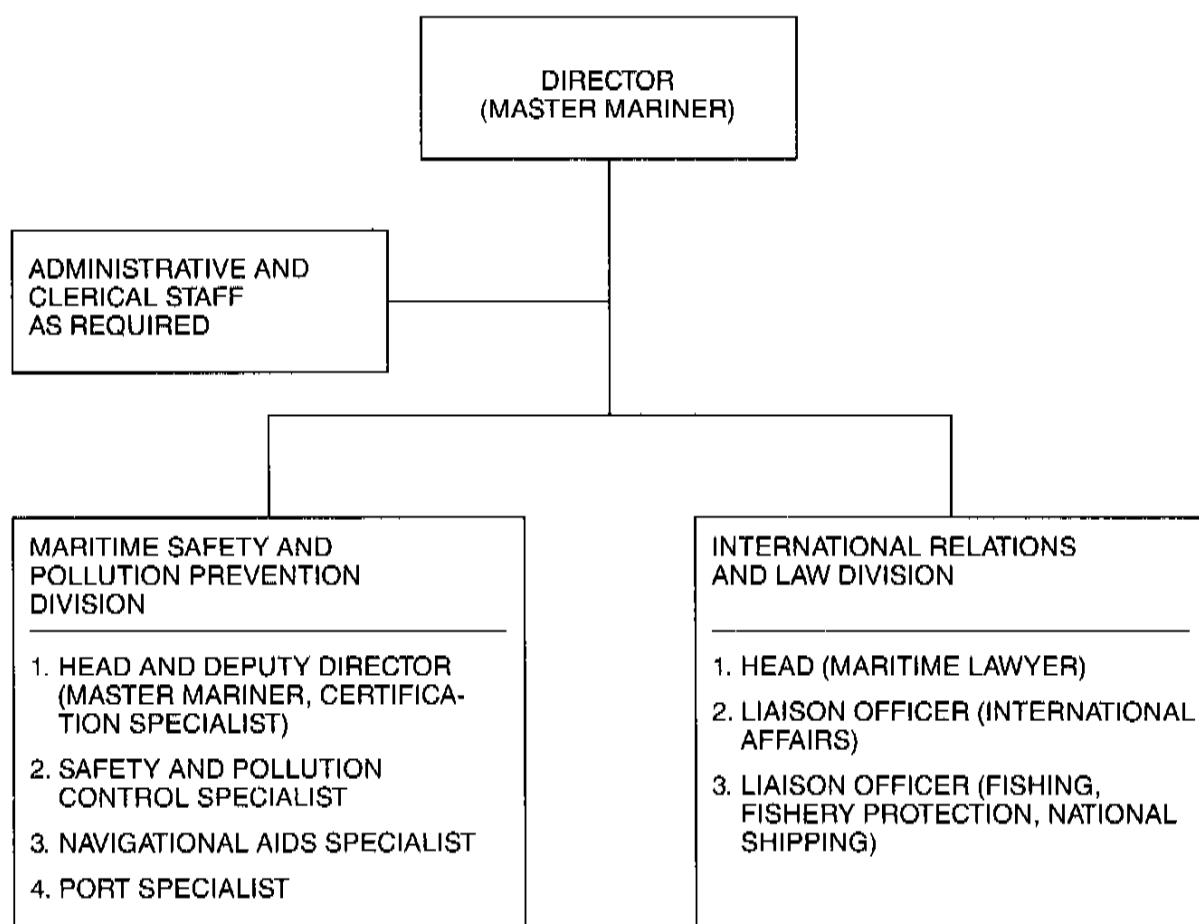 DIRECTOR
(MASTER MARINER)
ADMINISTRATIVE AND
CLERICAL STAFF
AS REQUIRED
MARITIME SAFETY AND
POLLUTION PREVENTION
DIVISION
1. HEAD AND DEPUTY DIRECTOR
(MASTER MARINER, CERTIFICA-
TION SPECIALIST)
2. SAFETY AND POLLUTION
CONTROL SPECIALIST
3. NAVIGATIONAL AIDS SPECIALIST
4. PORT SPECIALIST
INTERNATIONAL RELATIONS
AND LAW DIVISION
1. HEAD (MARITIME LAWYER)
2. LIAISON OFFICER (INTERNATIONAL
AFFAIRS)
3. LIAISON OFFICER (FISHING,
FISHERY PROTECTION, NATIONAL
SHIPPING)